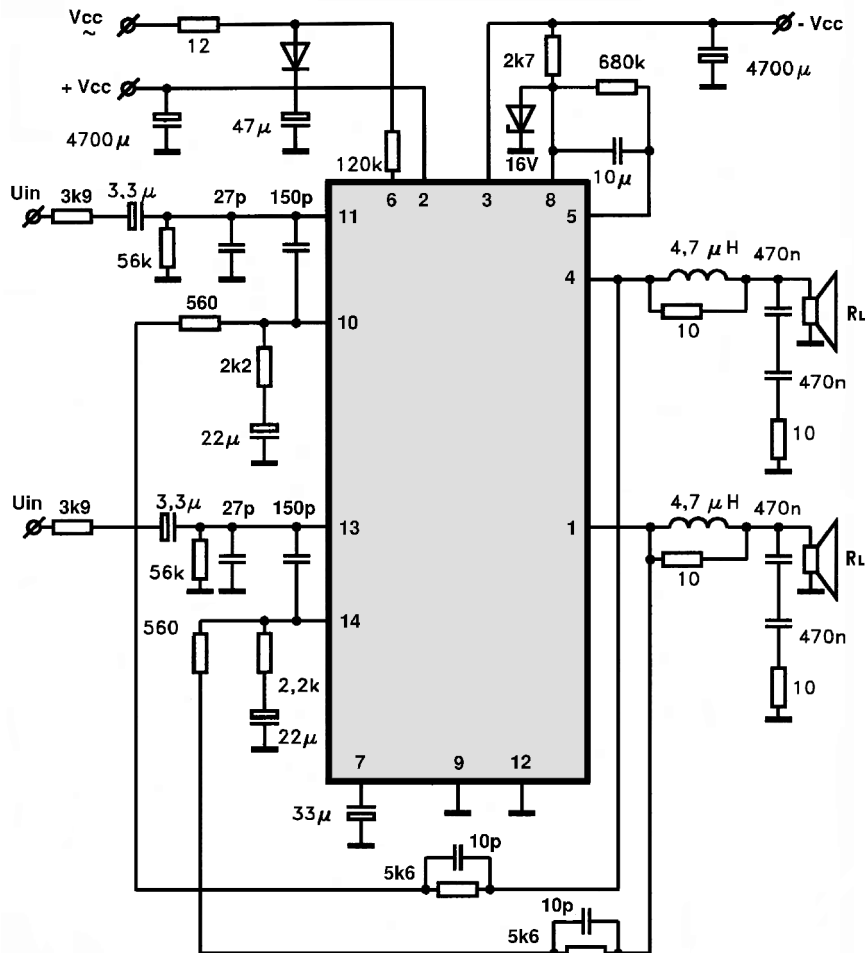 Vcc
~
12
+ Vcc
4700µ
47µ
120k
2k7
680k
16V
10µ
- Vcc
4700µ
6
2
3
8
5
Uin
3k9
3,3µ
56k
27p
150p
11
560
10
2k2
22µ
4
4,7 µH
470n
10
RL
470n
10
Uin
3k9
3,3µ
56k
27p
150p
13
560
14
2,2k
22µ
1
4,7 µH
470n
10
RL
470n
10
7
9
12
33µ
10p
5k6
10p
5k6